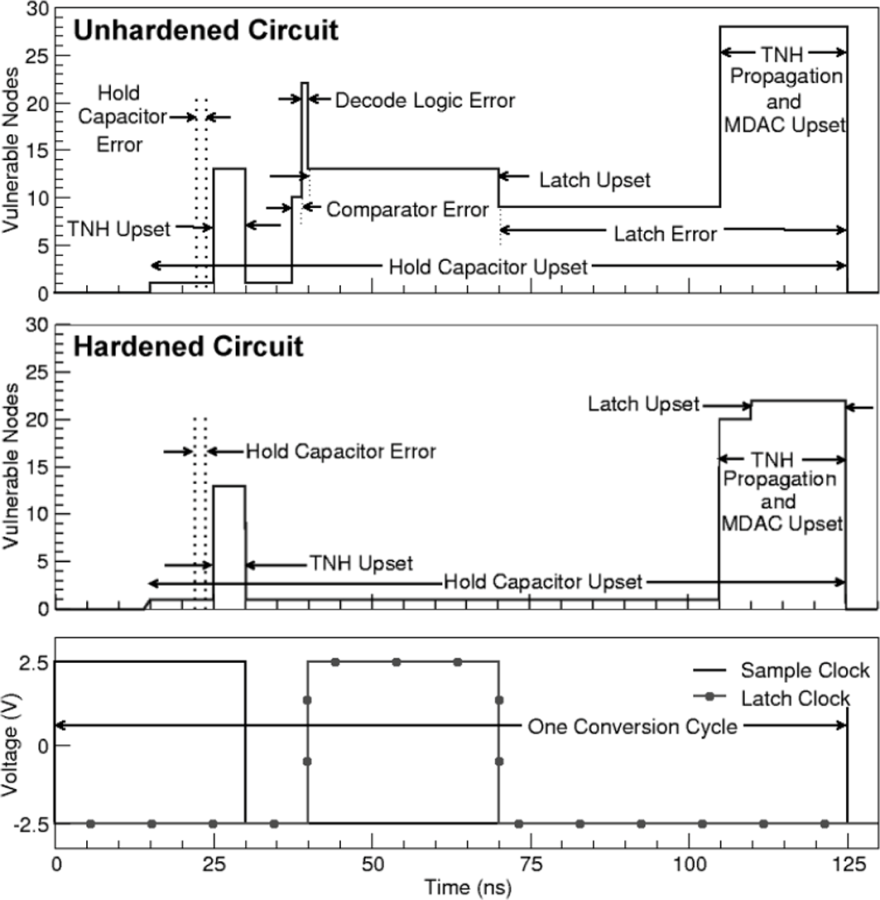 Unhardened Circuit
Vulnerable Nodes
30
25
20
15
10
5
0
Hold
Capacitor
Error
Decode Logic Error
TNH
Propagation
and
MDAC Upset
Latch Upset
Comparator Error
TNH Upset
Latch Error
Hold Capacitor Upset
Hardened Circuit
Vulnerable Nodes
30
25
20
15
10
5
0
Latch Upset
Hold Capacitor Error
TNH
Propagation
and
MDAC Upset
TNH Upset
Hold Capacitor Upset
Voltage (V)
2.5
0
-2.5
Sample Clock
Latch Clock
One Conversion Cycle
0
25
50
75
100
125
Time (ns)